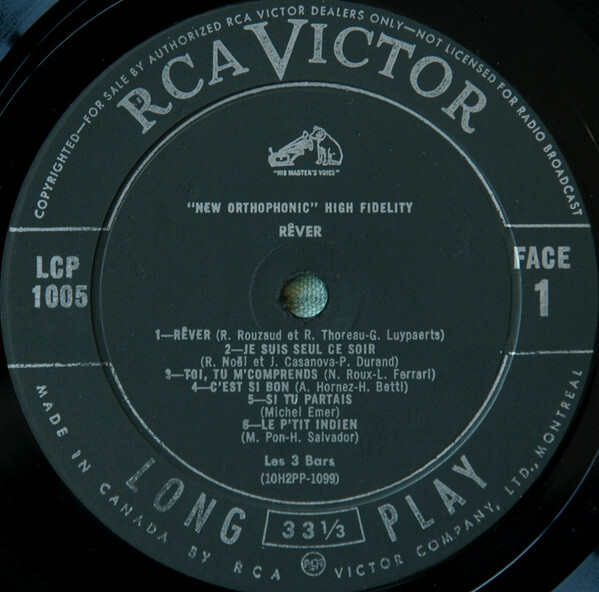 COPYRIGHTED—FOR SALE BY AUTHORIZED RCA VICTOR DEALERS ONLY—NOT LICENSED FOR RADIO BROADCAST
RCA VICTOR
"HIS MASTER'S VOICE"
"NEW ORTHOPHONIC" HIGH FIDELITY
RÊVER
LCP
1005
FACE
1
1—RÊVER (R. Rouzaud et R. Thoreau-G. Luypaerts)
2—JE SUIS SEUL CE SOIR
(R. Noël et J. Casanova-P. Durand)
3—TOI, TU M'COMPRENDS (N. Roux-L. Ferrari)
4—C'EST SI BON (A. Hornez-H. Betti)
5—SI TU PARTAIS
(Michel Emer)
6—LE P'TIT INDIEN
(M. Pon-H. Salvador)
Les 3 Bars
(10H2PP-1099)
LONG 33⅓ PLAY
RCA
MADE IN CANADA BY RCA VICTOR COMPANY, LTD., MONTREAL